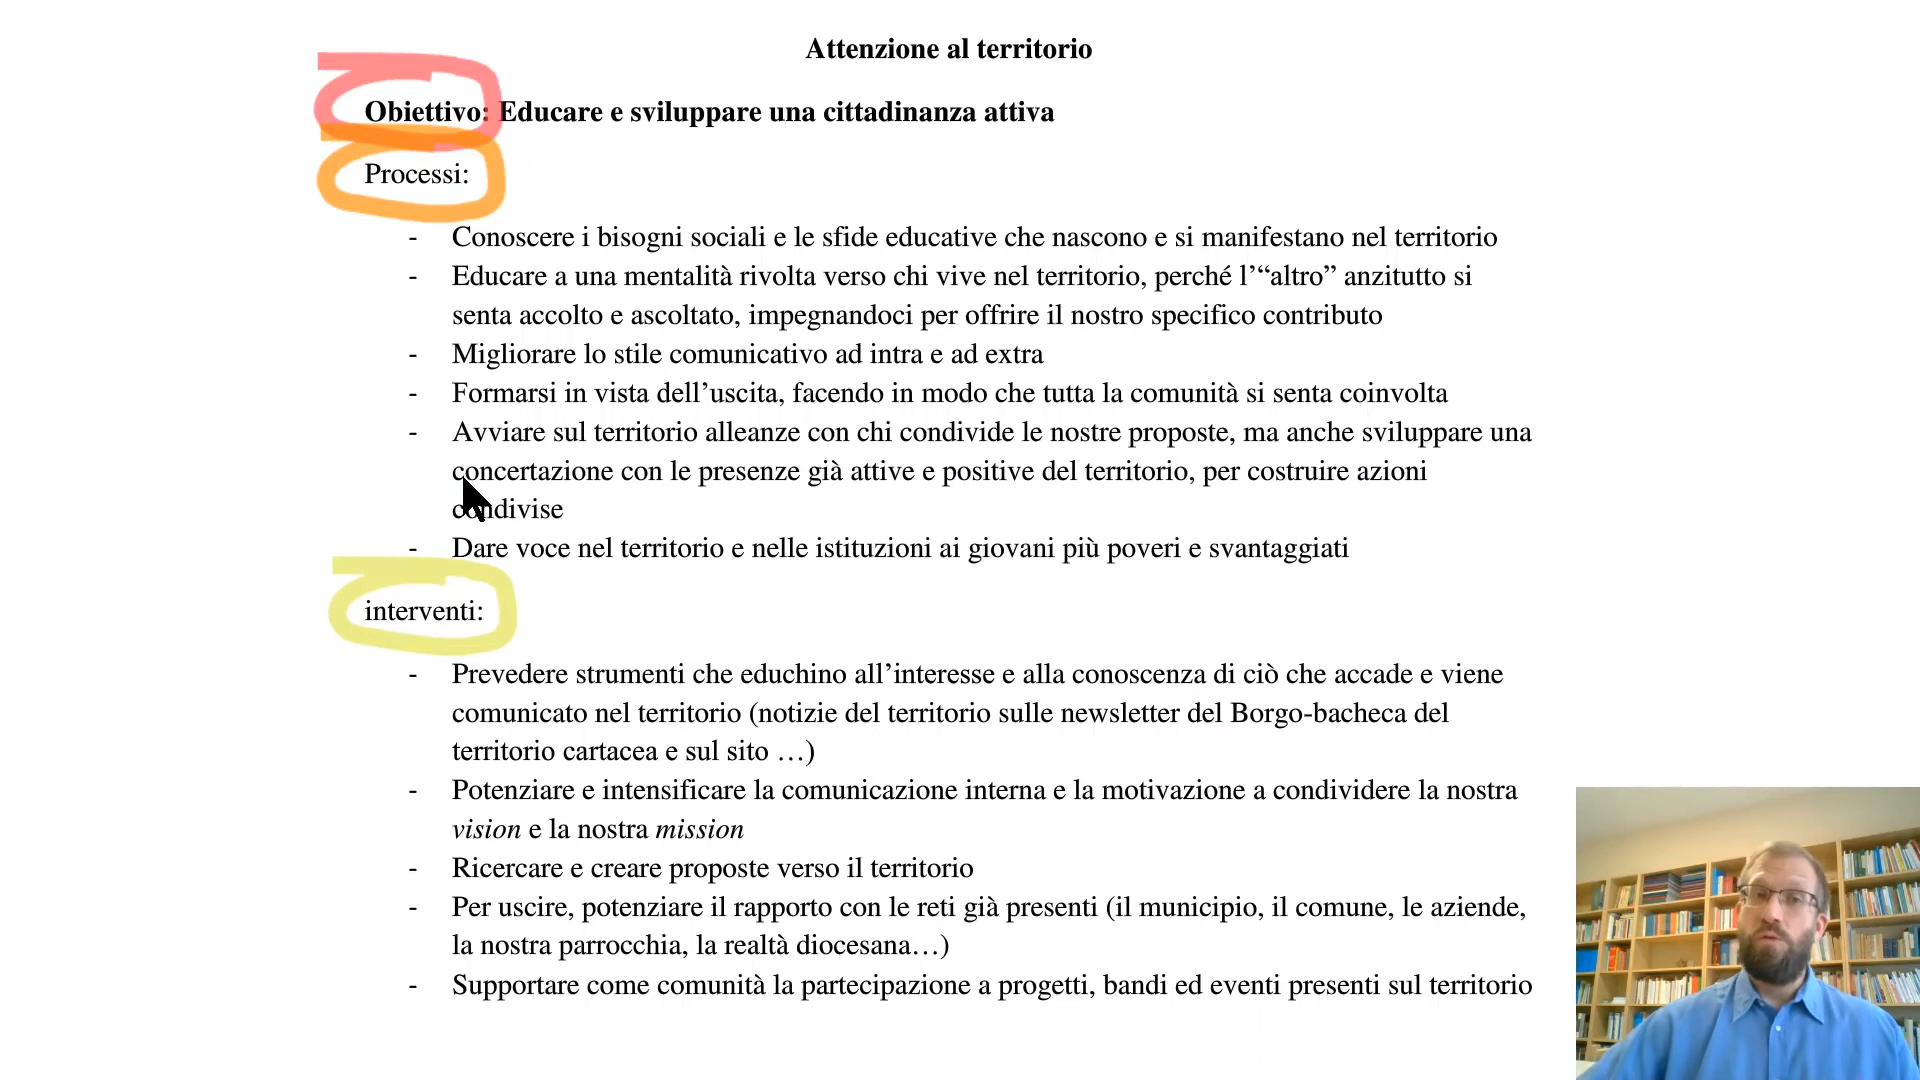 Attenzione al territorio
Obiettivo: Educare e sviluppare una cittadinanza attiva
Processi:
- Conoscere i bisogni sociali e le sfide educative che nascono e si manifestano nel territorio
- Educare a una mentalità rivolta verso chi vive nel territorio, perché l’“altro” anzitutto si
senta accolto e ascoltato, impegnandoci per offrire il nostro specifico contributo
- Migliorare lo stile comunicativo ad intra e ad extra
- Formarsi in vista dell’uscita, facendo in modo che tutta la comunità si senta coinvolta
- Avviare sul territorio alleanze con chi condivide le nostre proposte, ma anche sviluppare una
concertazione con le presenze già attive e positive del territorio, per costruire azioni
condivise
- Dare voce nel territorio e nelle istituzioni ai giovani più poveri e svantaggiati
interventi:
- Prevedere strumenti che educhino all’interesse e alla conoscenza di ciò che accade e viene
comunicato nel territorio (notizie del territorio sulle newsletter del Borgo-bacheca del
territorio cartacea e sul sito …)
- Potenziare e intensificare la comunicazione interna e la motivazione a condividere la nostra
vision e la nostra mission
- Ricercare e creare proposte verso il territorio
- Per uscire, potenziare il rapporto con le reti già presenti (il municipio, il comune, le aziende,
la nostra parrocchia, la realtà diocesana…)
- Supportare come comunità la partecipazione a progetti, bandi ed eventi presenti sul territorio